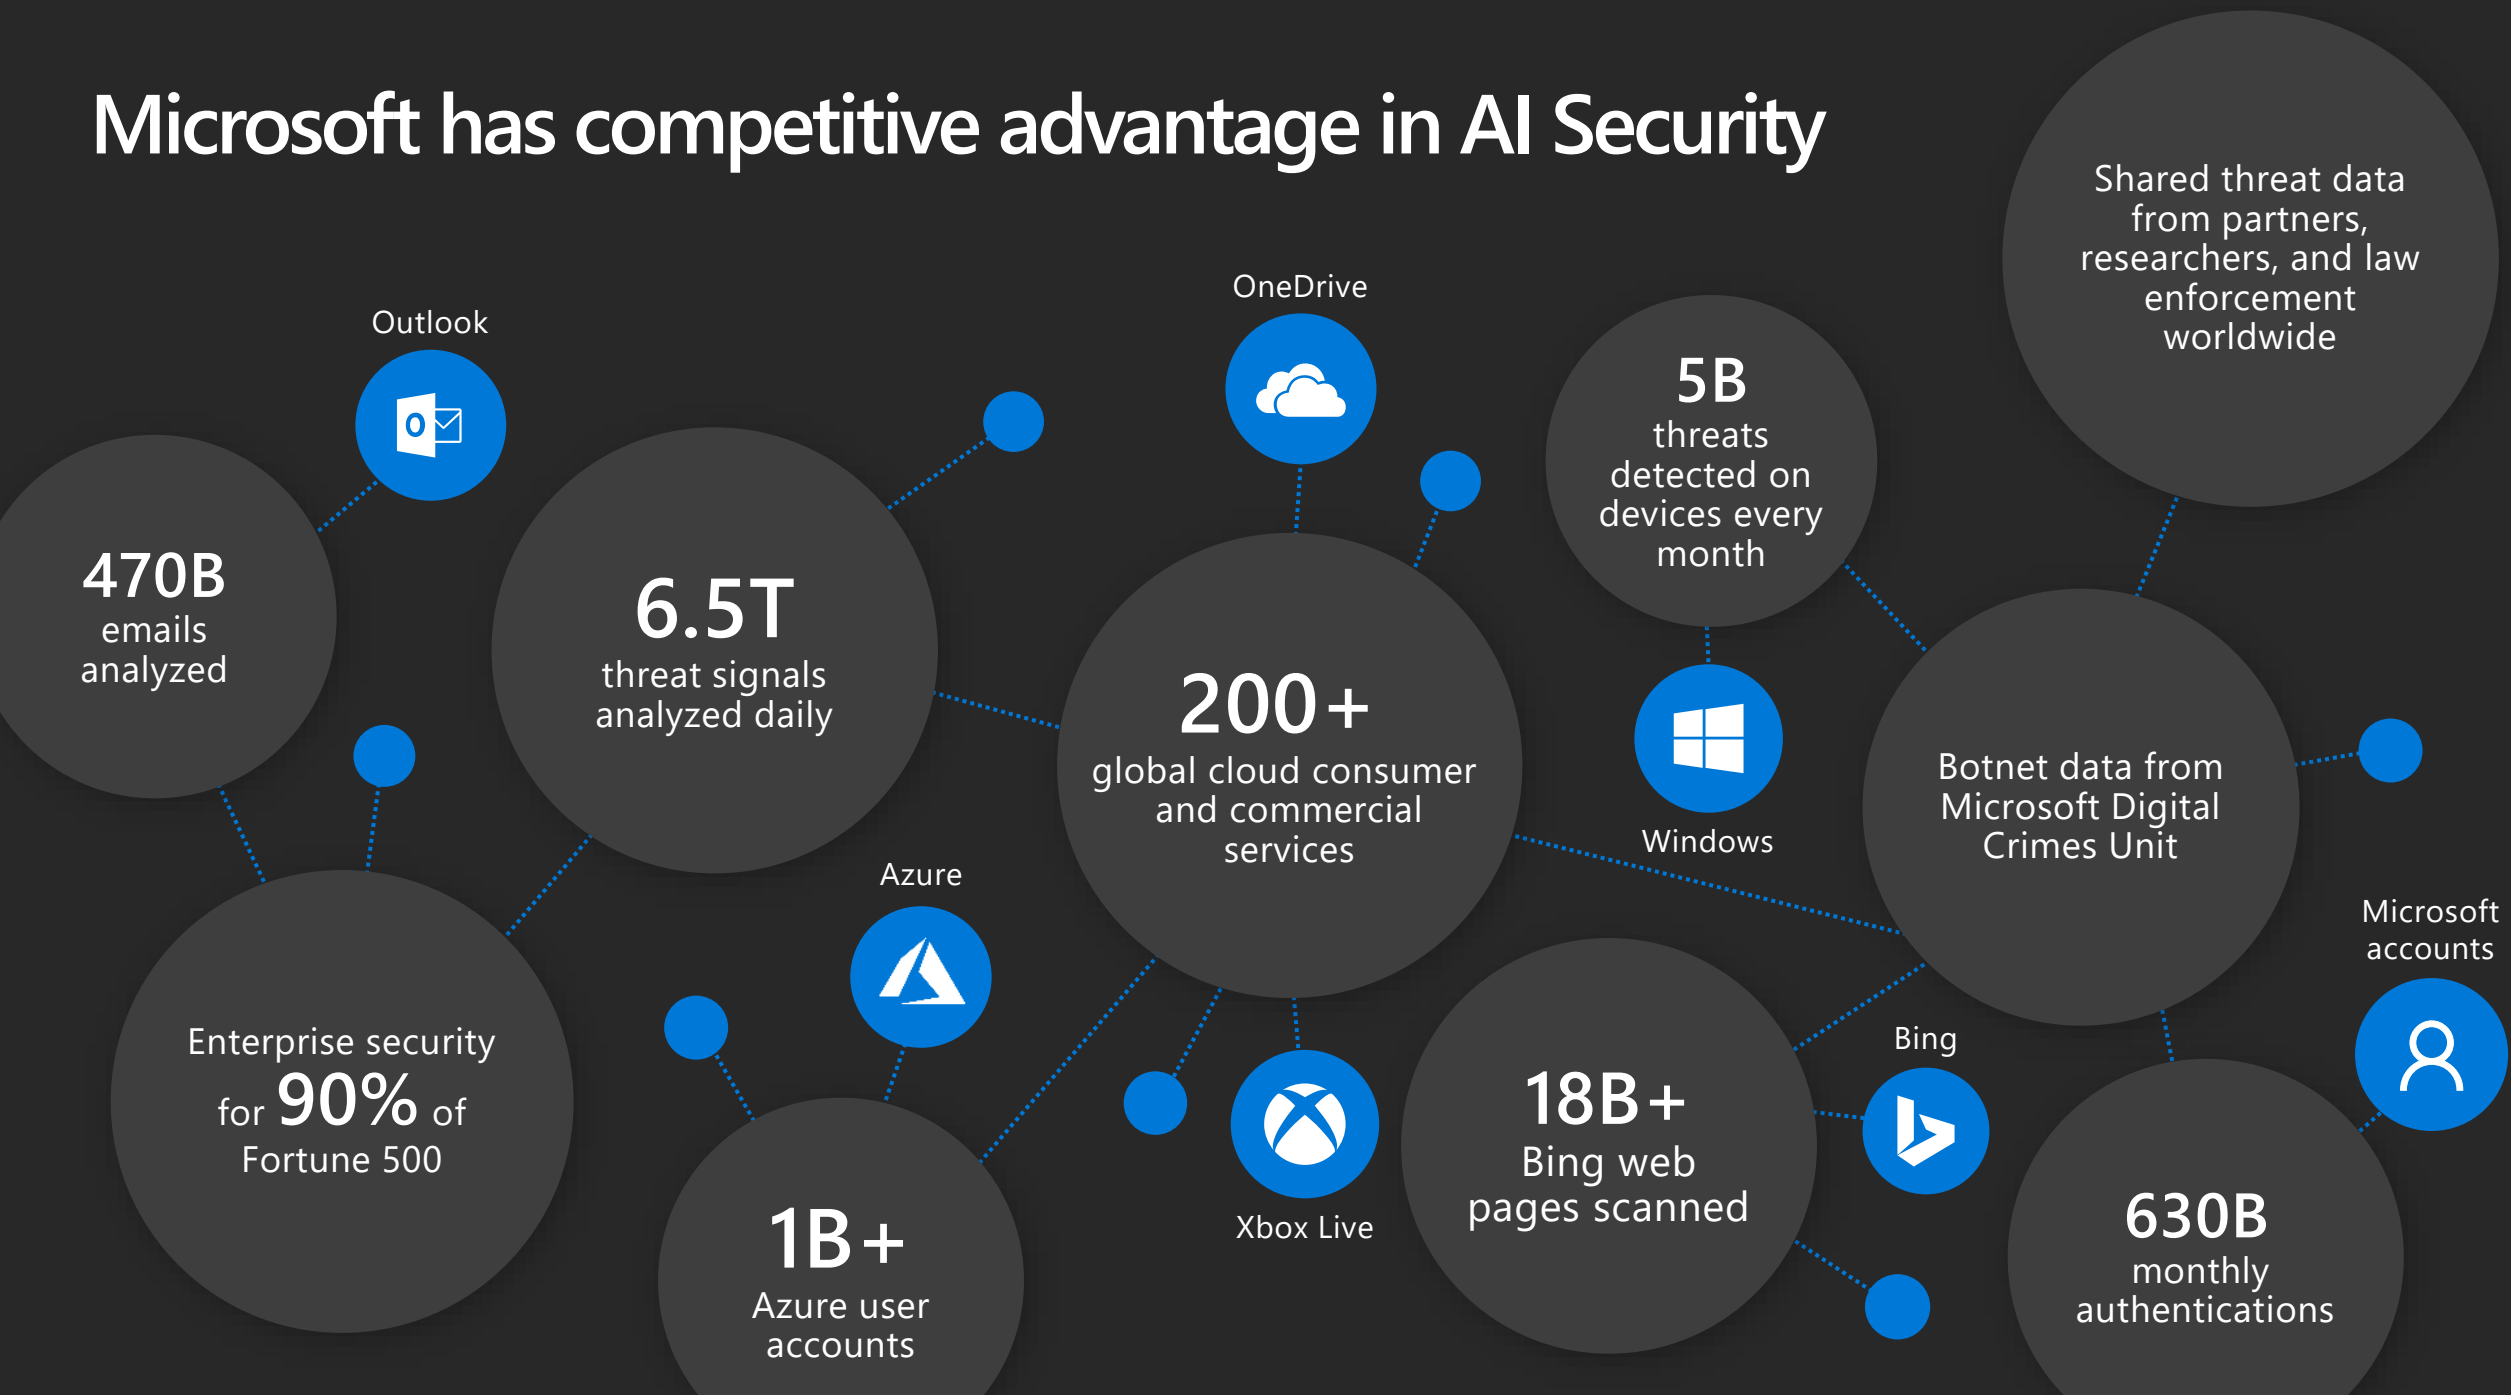 Microsoft has competitive advantage in AI Security
Shared threat data
from partners,
researchers, and law
enforcement
worldwide
OneDrive
Outlook
5B
threats
detected on
devices every
month
470B
emails
analyzed
6.5T
threat signals
analyzed daily
200+
global cloud consumer
and commercial
services
Windows
Botnet data from
Microsoft Digital
Crimes Unit
Azure
Microsoft
accounts
Enterprise security
for 90% of
Fortune 500
Bing
18B+
Bing web
pages scanned
Xbox Live
1B+
Azure user
accounts
630B
monthly
authentications